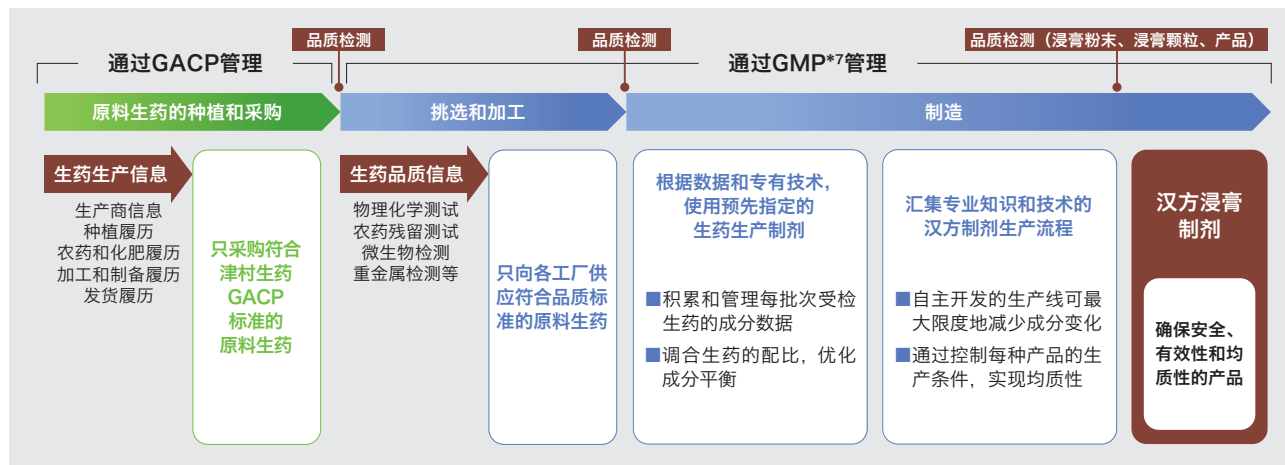 品质检测
品质检测
品质检测（浸膏粉末、浸膏颗粒、产品）
通过GACP管理
通过GMP*7管理
原料生药的种植和采购
挑选和加工
制造
生药生产信息
生产商信息
种植履历
农药和化肥履历
加工和制备履历
发货履历
只采购符合
津村生药
GACP
标准的
原料生药
生药品质信息
物理化学测试
农药残留测试
微生物检测
重金属检测等
只向各工厂供
应符合品质标
准的原料生药
根据数据和专有技术，
使用预先指定的
生药生产制剂
■积累和管理每批次受检
生药的成分数据
■调合生药的配比，优化
成分平衡
汇集专业知识和技术的
汉方制剂生产流程
■自主开发的生产线可最
大限度地减少成分变化
■通过控制每种产品的生
产条件，实现均质性
汉方浸膏
制剂
确保安全、
有效性和均
质性的产品